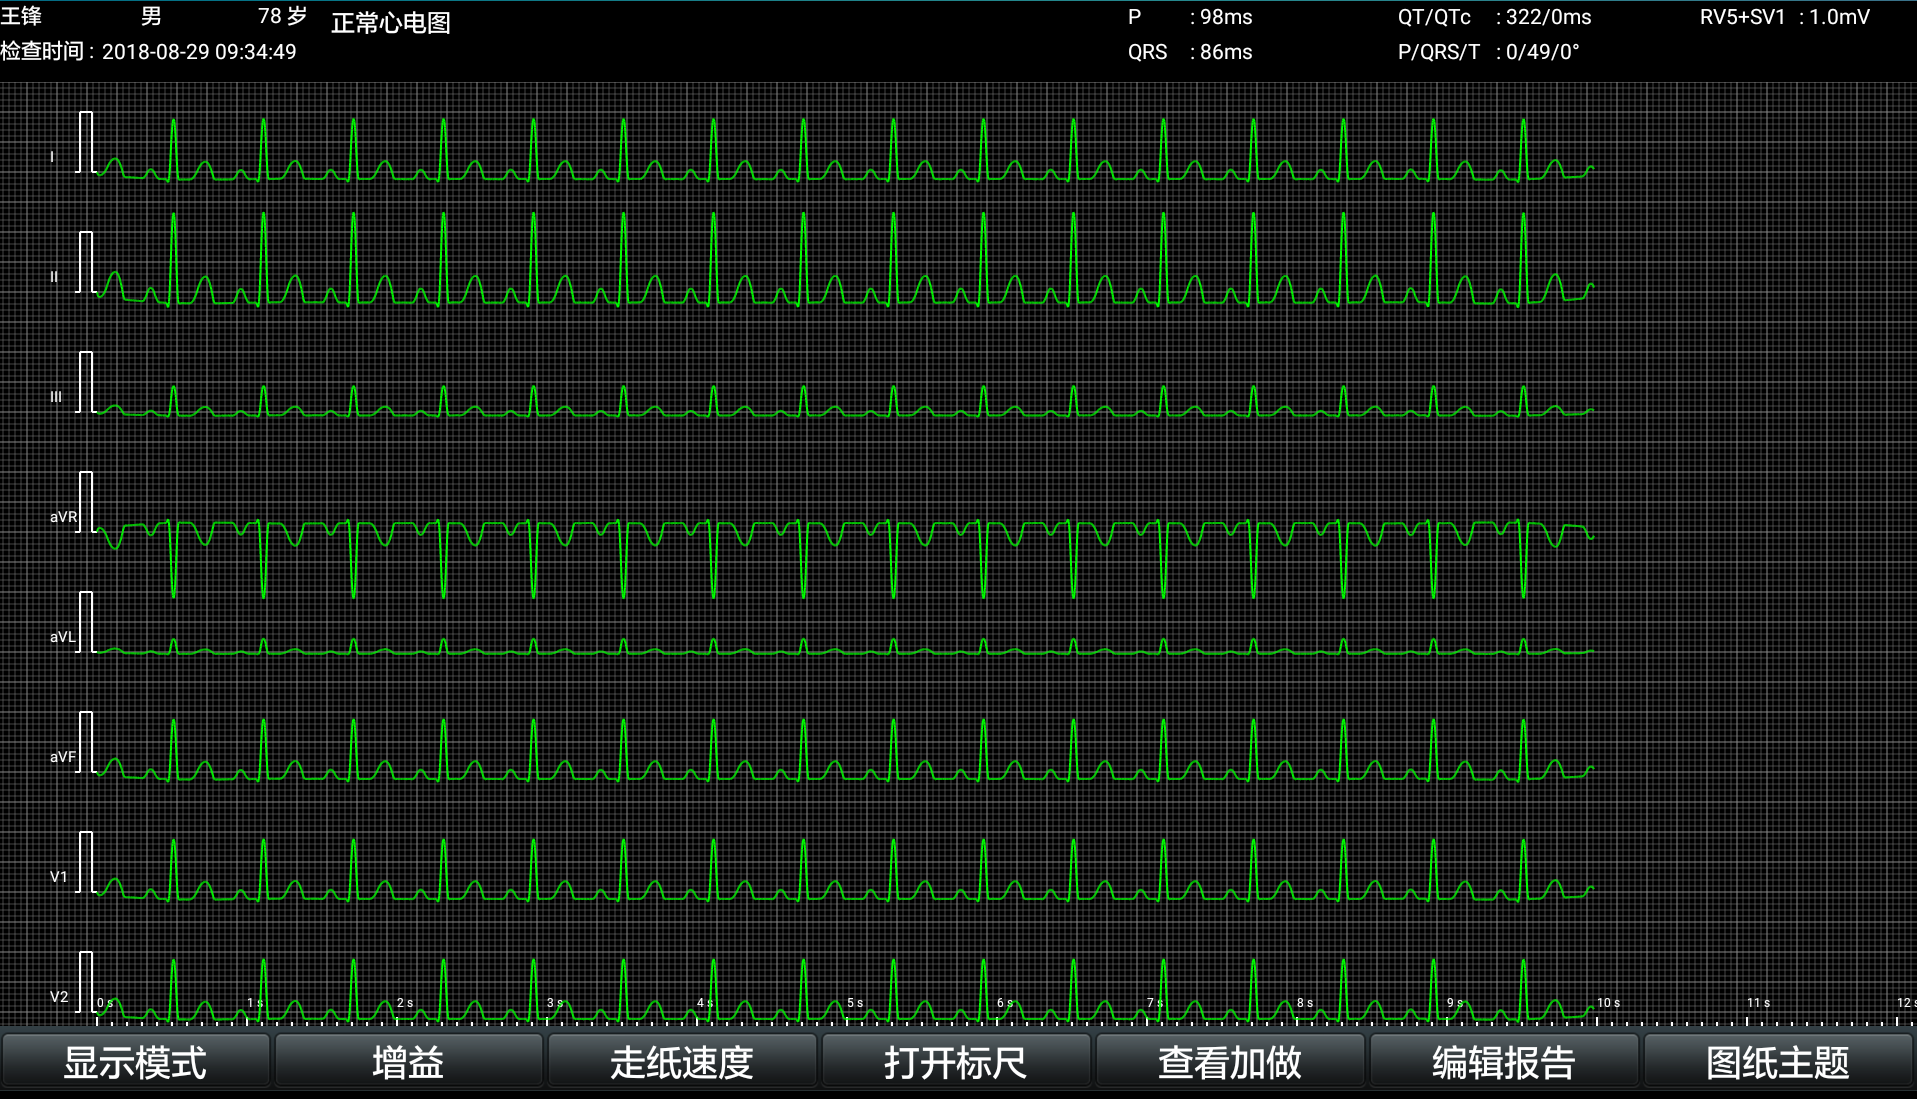 王锋 男 78 岁 正常心电图 P : 98ms QT/QTc : 322/0ms RV5+SV1 : 1.0mV
检查时间 : 2018-08-29 09:34:49 QRS : 86ms P/QRS/T : 0/49/0°
I
II
III
aVR
aVL
aVF
V1
V2
0 s 1 s 2 s 3 s 4 s 5 s 6 s 7 s 8 s 9 s 10 s 11 s 12 s
显示模式 增益 走纸速度 打开标尺 查看加做 编辑报告 图纸主题